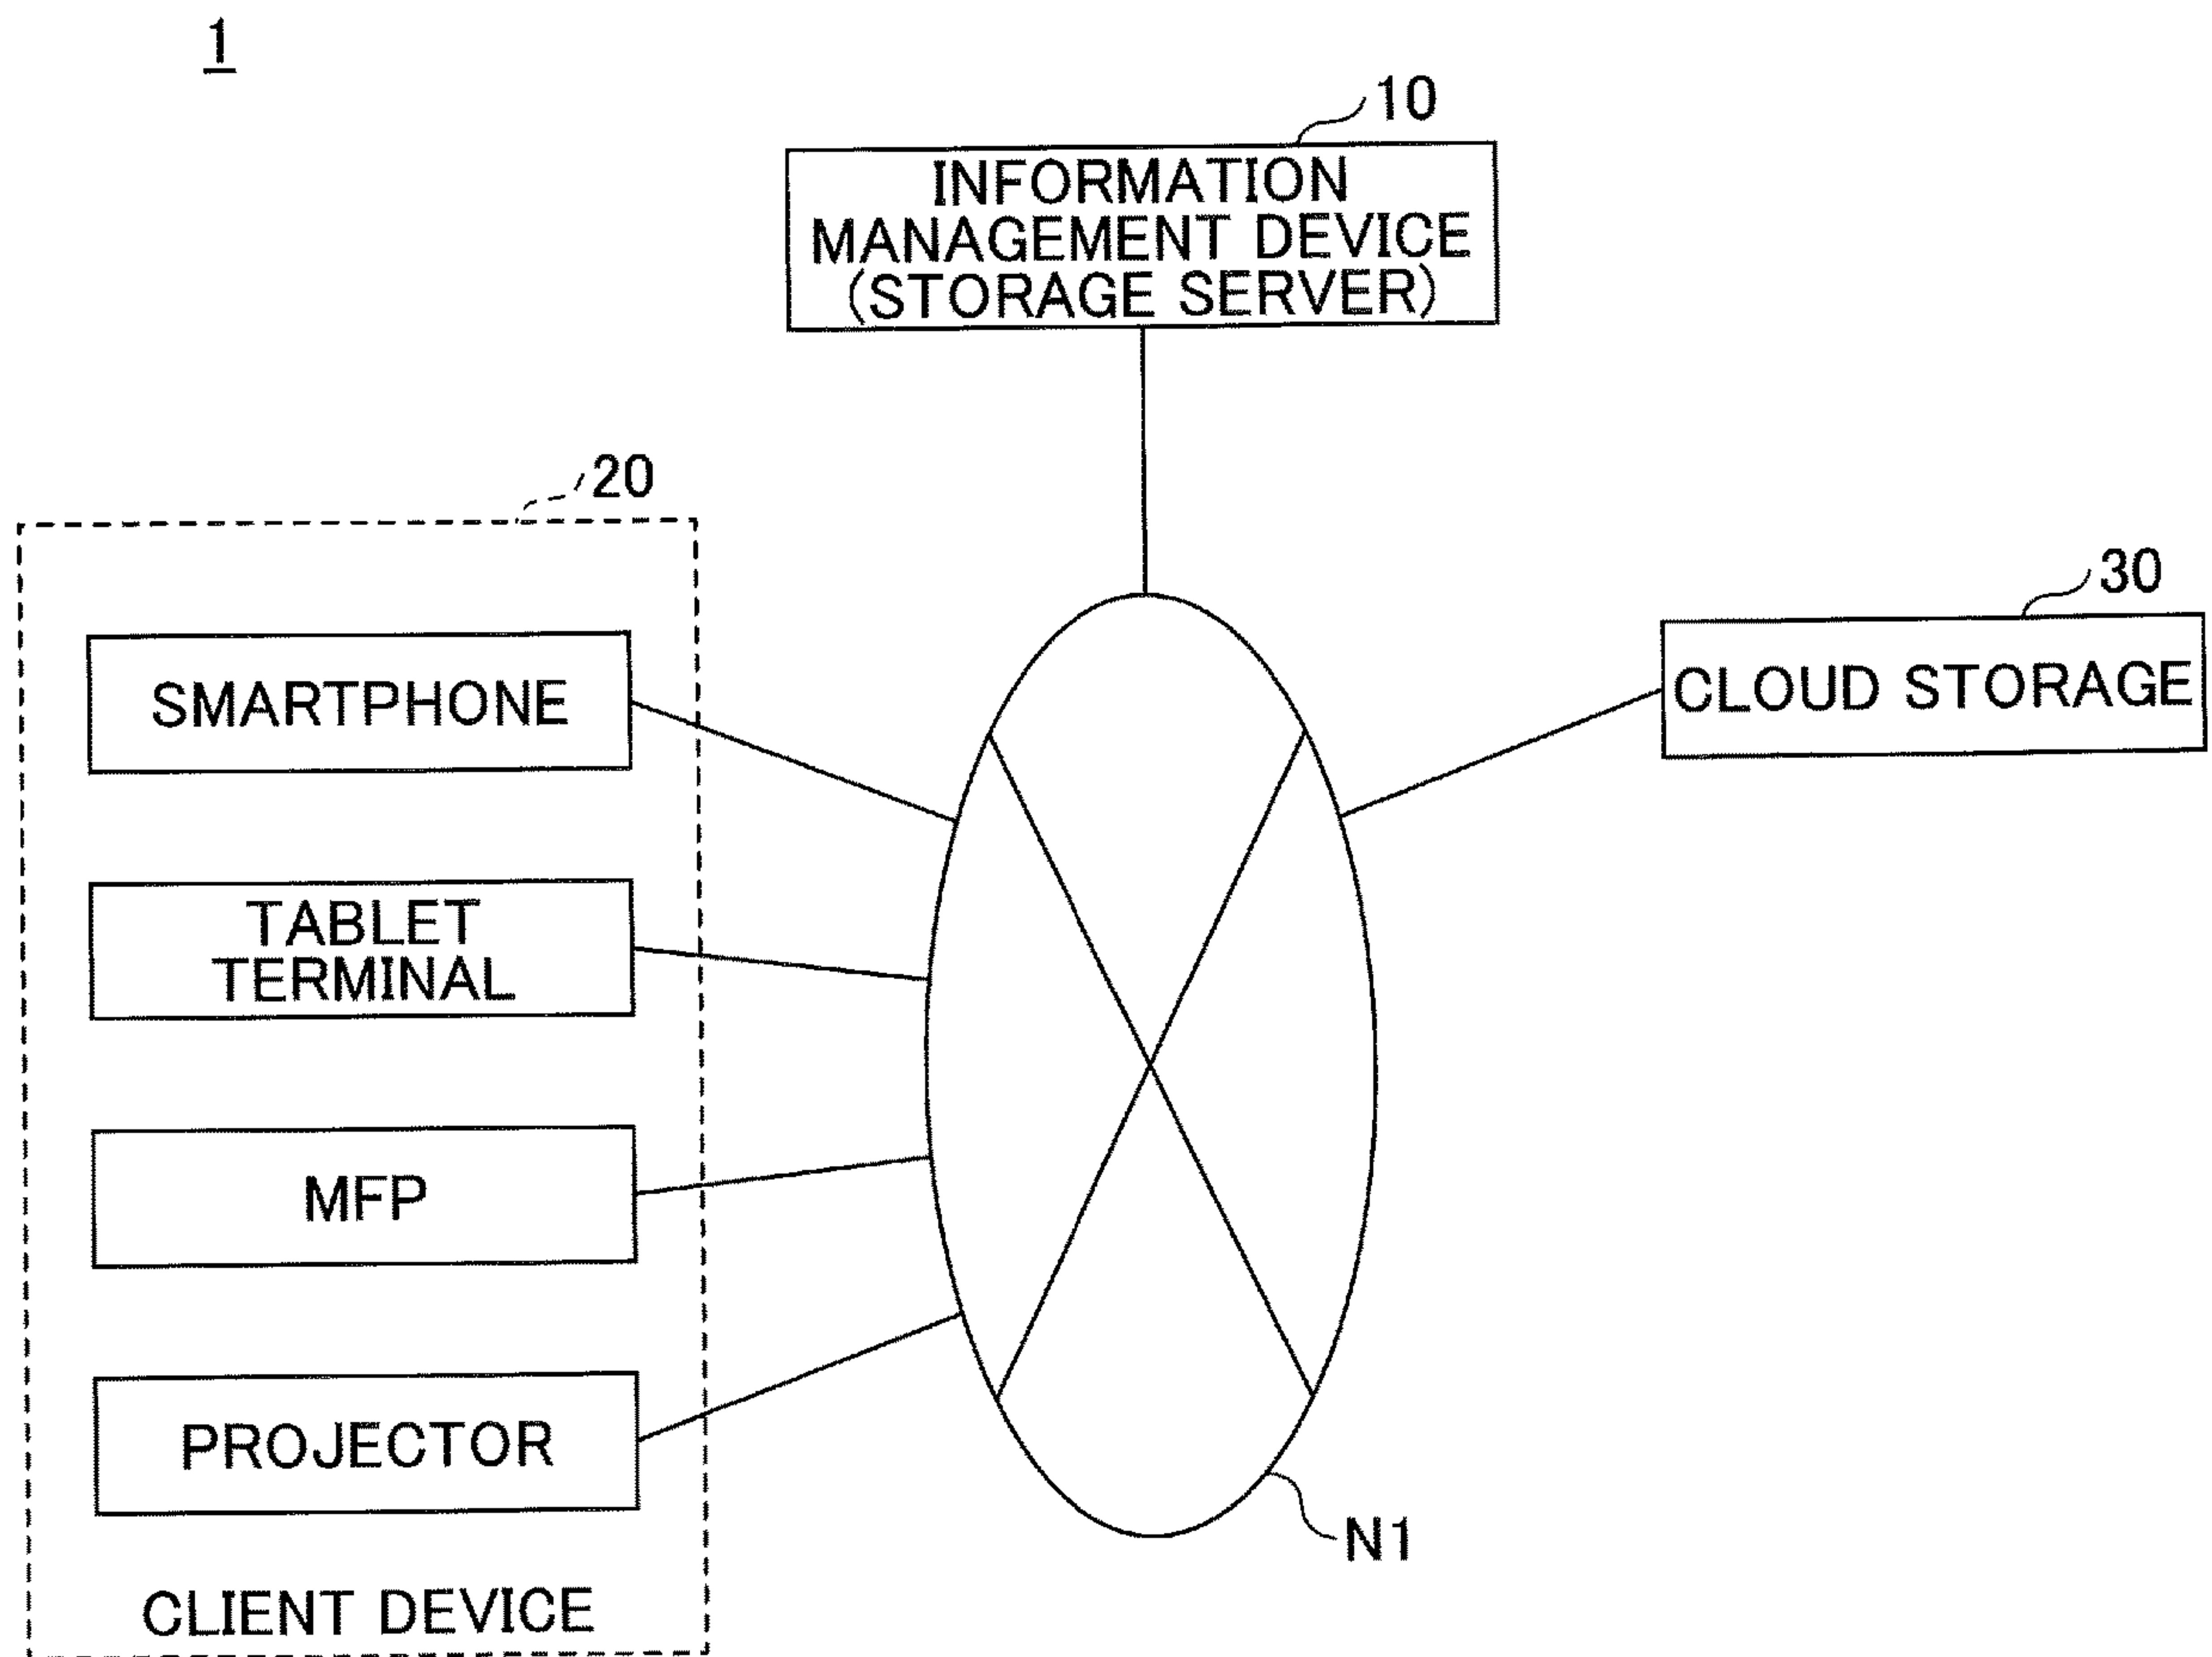 1
10
INFORMATION
MANAGEMENT DEVICE
(STORAGE SERVER)
20
30
SMARTPHONE
CLOUD STORAGE
TABLET
TERMINAL
MFP
PROJECTOR
N1
CLIENT DEVICE